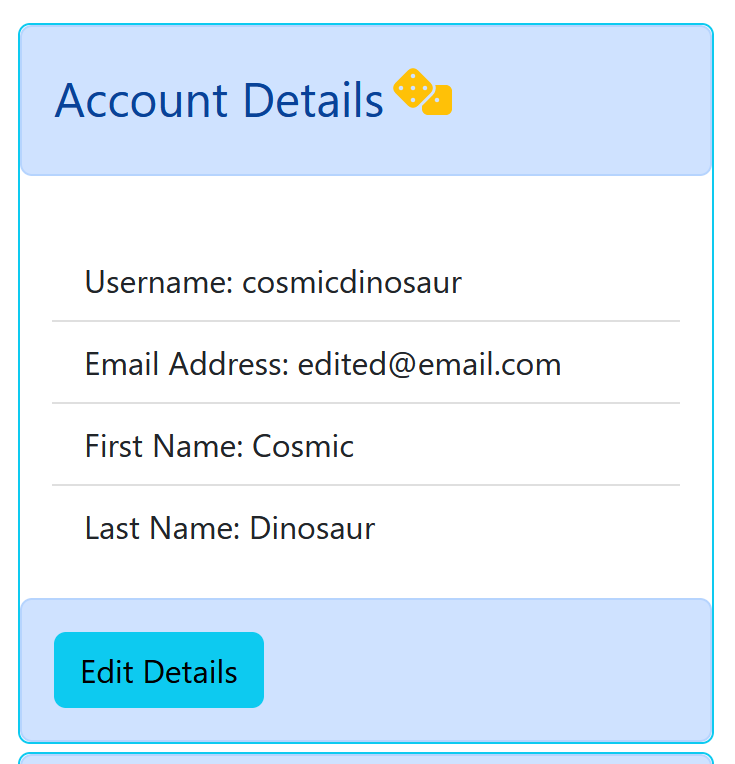 Account Details
Username: cosmicdinosaur
Email Address: edited@email.com
First Name: Cosmic
Last Name: Dinosaur
Edit Details